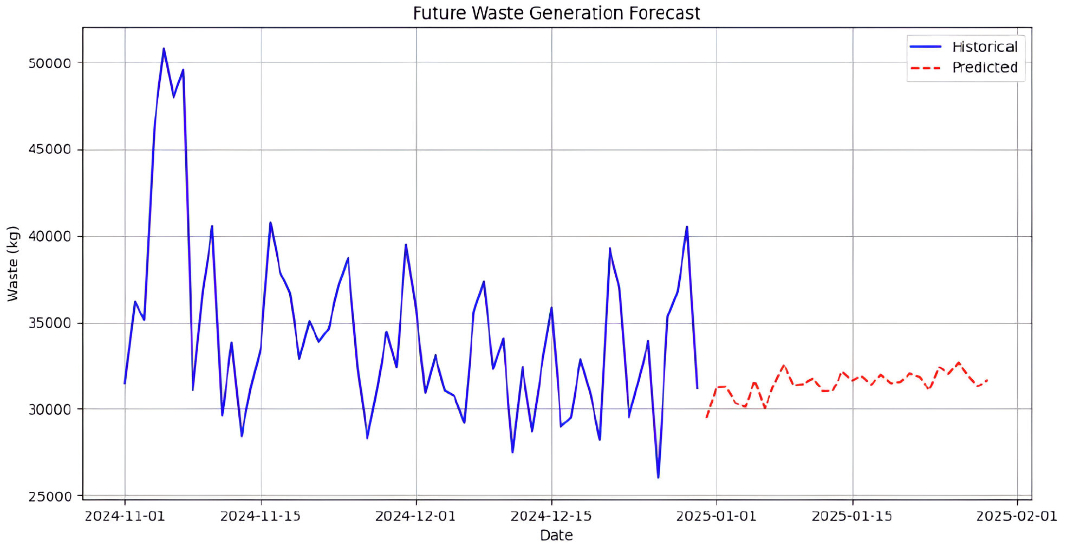 Future Waste Generation Forecast
Historical
Predicted
50000
45000
40000
35000
30000
25000
Waste (kg)
2024-11-01 2024-11-15 2024-12-01 2024-12-15 2025-01-01 2025-01-15 2025-02-01
Date